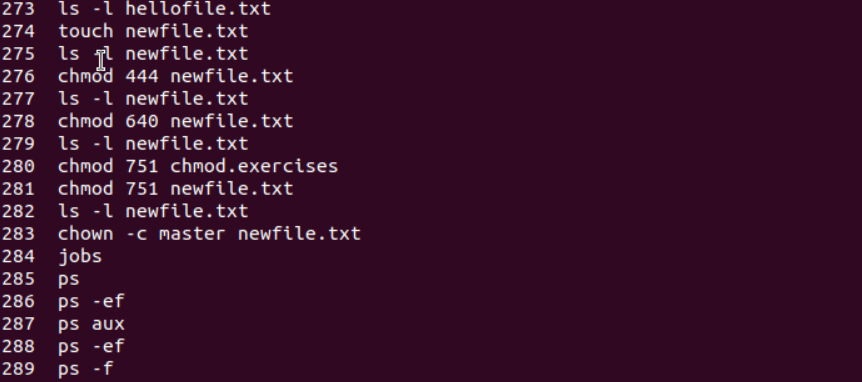 273 ls -l hellofile.txt
274 touch newfile.txt
275 ls -l newfile.txt
276 chmod 444 newfile.txt
277 ls -l newfile.txt
278 chmod 640 newfile.txt
279 ls -l newfile.txt
280 chmod 751 chmod.exercises
281 chmod 751 newfile.txt
282 ls -l newfile.txt
283 chown -c master newfile.txt
284 jobs
285 ps
286 ps -ef
287 ps aux
288 ps -ef
289 ps -f